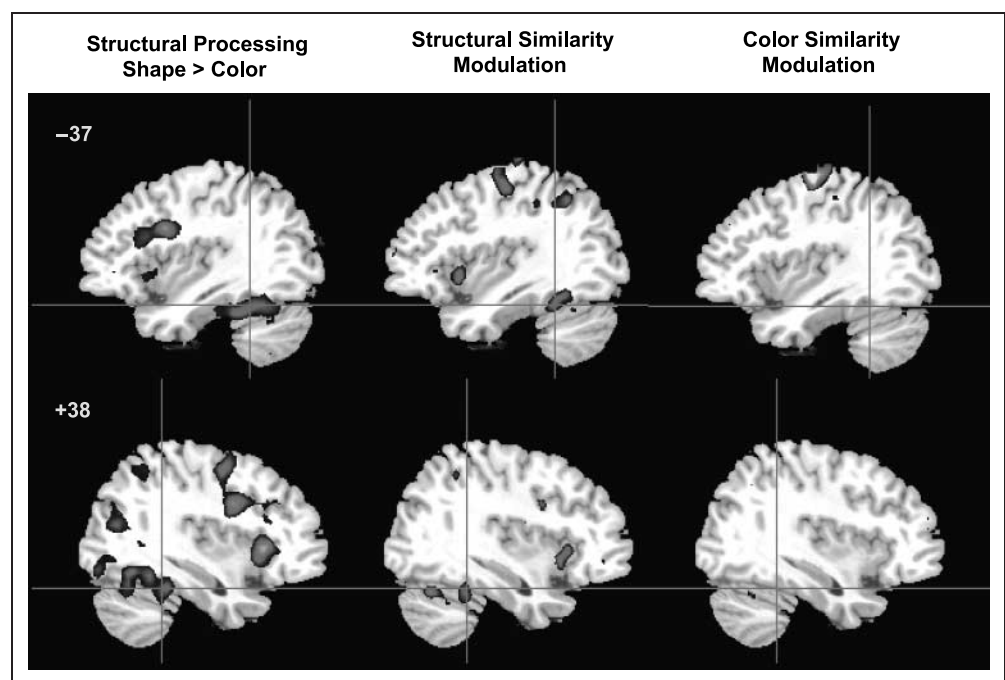 Structural Processing
Shape > Color
Structural Similarity
Modulation
Color Similarity
Modulation
–37
+38